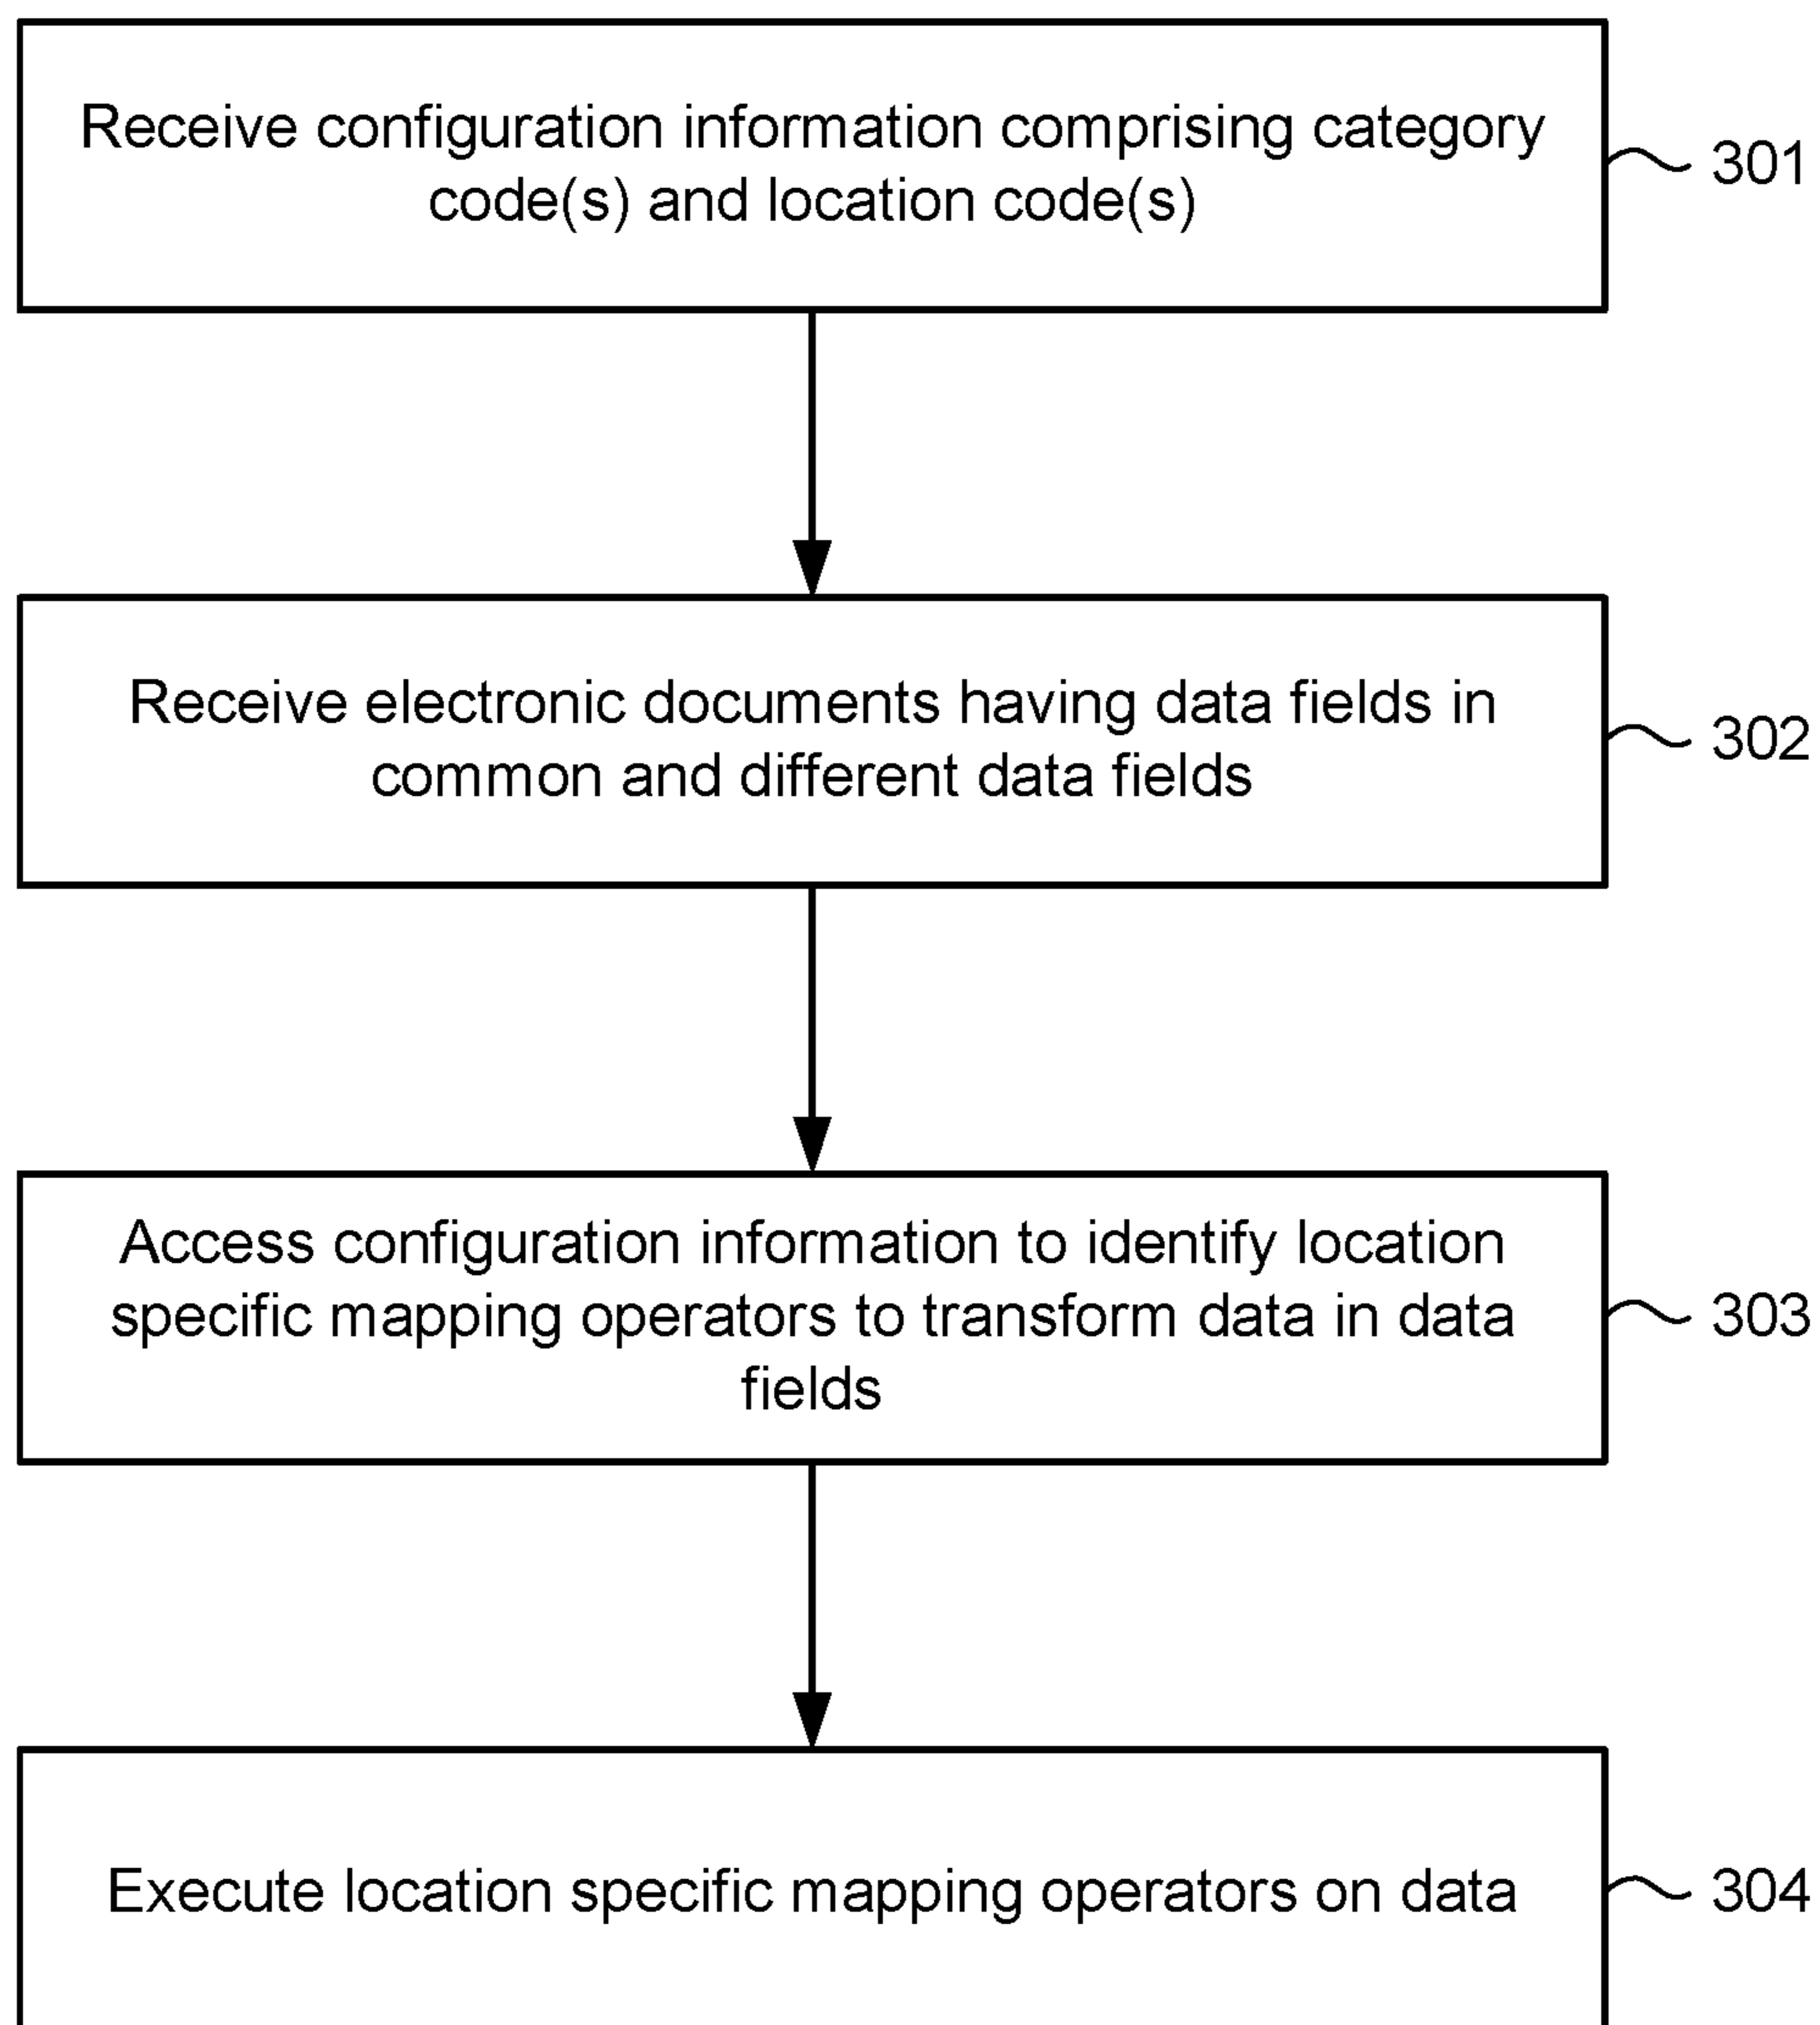 Receive configuration information comprising category
code(s) and location code(s)
301
Receive electronic documents having data fields in
common and different data fields
302
Access configuration information to identify location
specific mapping operators to transform data in data
fields
303
Execute location specific mapping operators on data
304